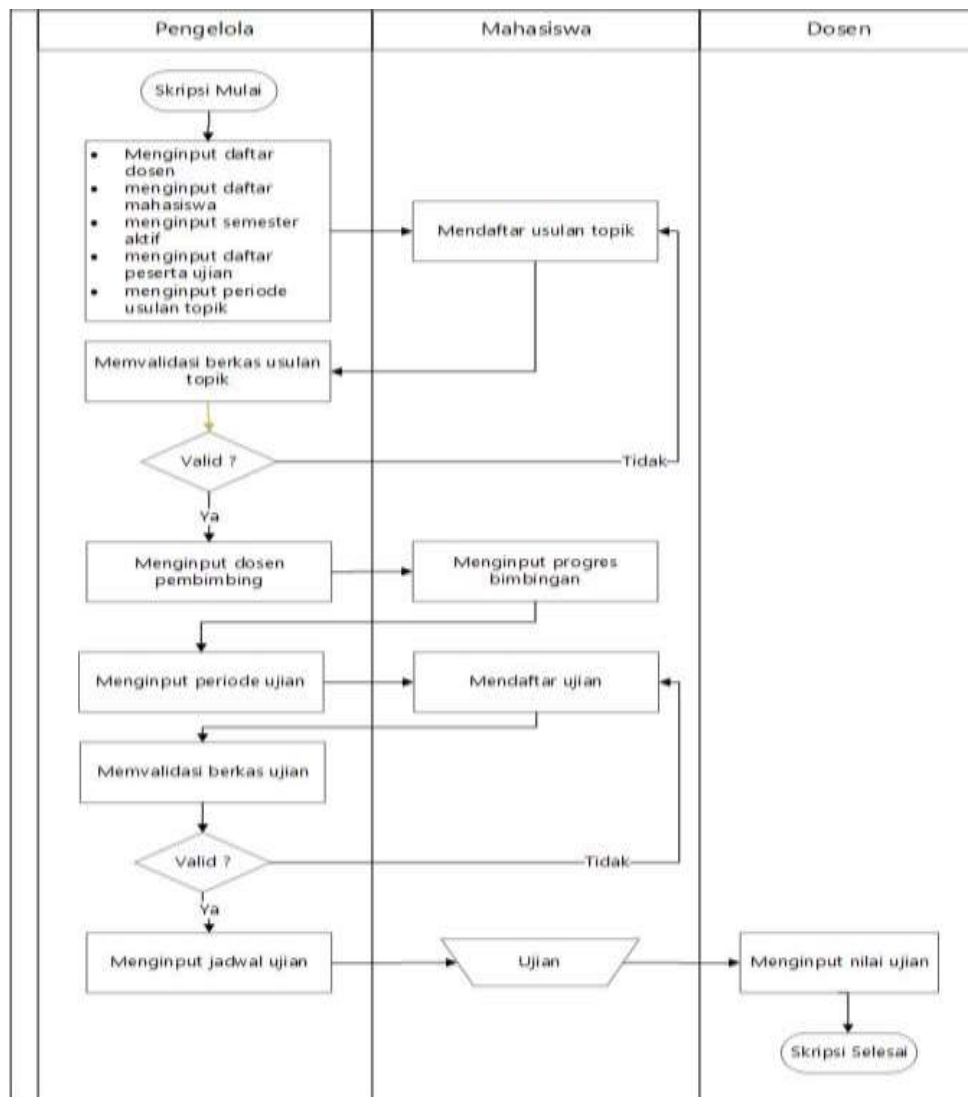 Pengelola
Mahasiswa
Dosen
Skripsi Mulai
• Menginput daftar
dosen
• menginput daftar
mahasiswa
• menginput semester
aktif
• menginput daftar
peserta ujian
• menginput periode
usulan topik
Mendaftar usulan topik
Memvalidasi berkas usulan
topik
Valid ?
Tidak
Ya
Menginput dosen
pembimbing
Menginput progres
bimbingan
Menginput periode ujian
Mendaftar ujian
Memvalidasi berkas ujian
Valid ?
Tidak
Ya
Menginput jadwal ujian
Ujian
Menginput nilai ujian
Skripsi Selesai